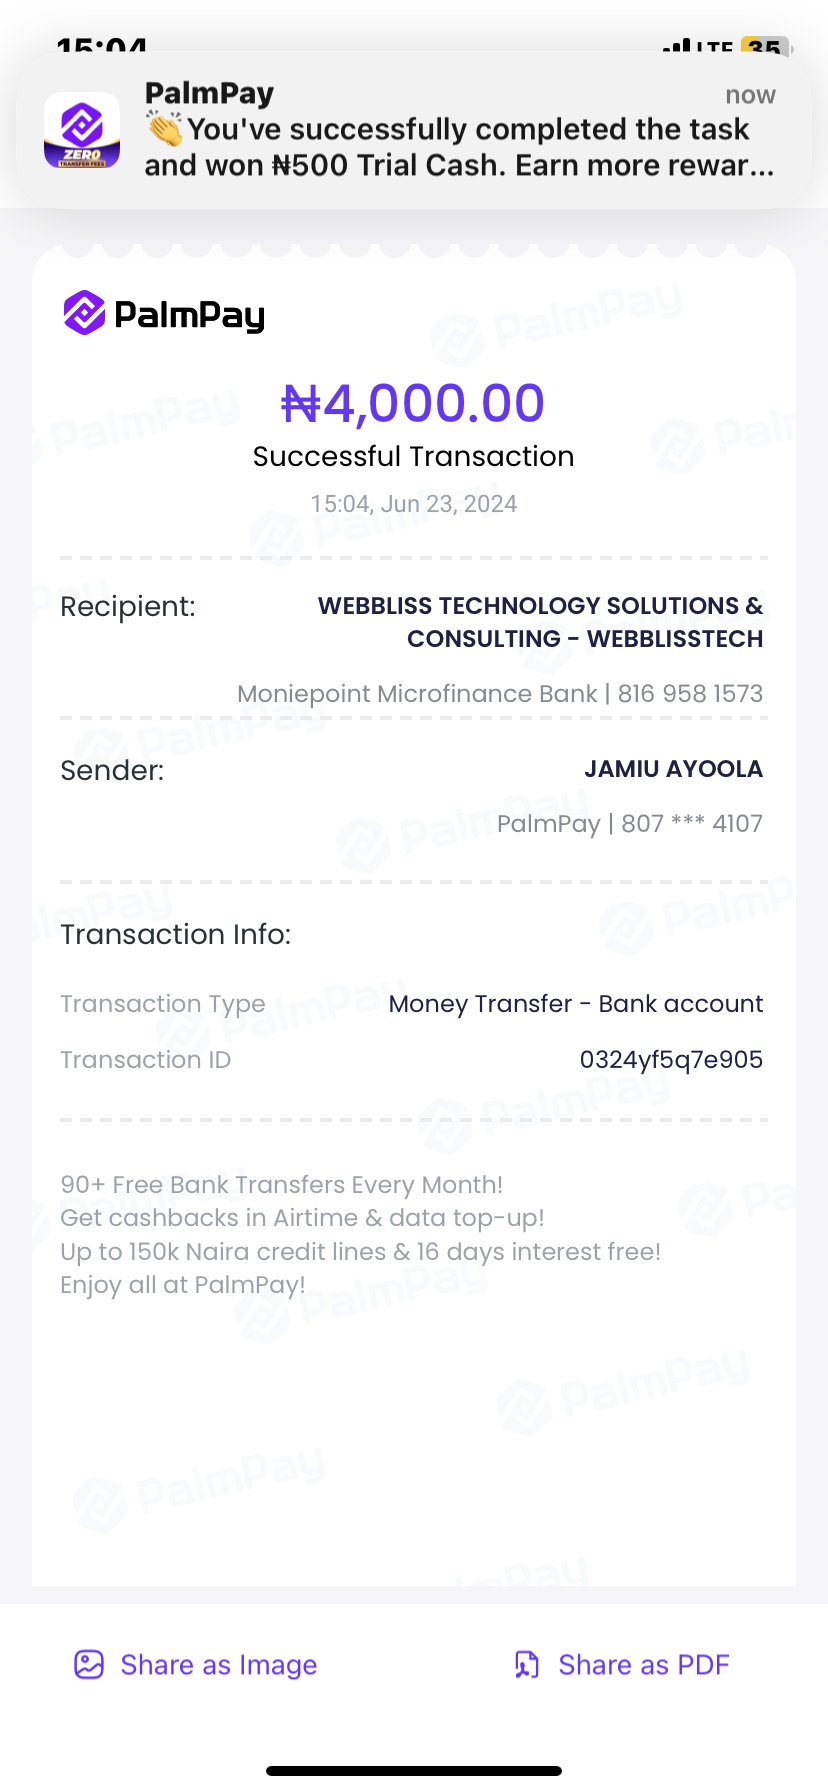 15:04
LTE 35
PalmPay
now
👏You've successfully completed the task
and won ₦500 Trial Cash. Earn more rewar...
ZERO
TRANSFER FEES
PalmPay
₦4,000.00
Successful Transaction
15:04, Jun 23, 2024
Recipient:
WEBBLISS TECHNOLOGY SOLUTIONS &
CONSULTING - WEBBLISSTECH
Moniepoint Microfinance Bank | 816 958 1573
Sender:
JAMIU AYOOLA
PalmPay | 807 *** 4107
Transaction Info:
Transaction Type
Money Transfer - Bank account
Transaction ID
0324yf5q7e905
90+ Free Bank Transfers Every Month!
Get cashbacks in Airtime & data top-up!
Up to 150k Naira credit lines & 16 days interest free!
Enjoy all at PalmPay!
Share as Image
Share as PDF